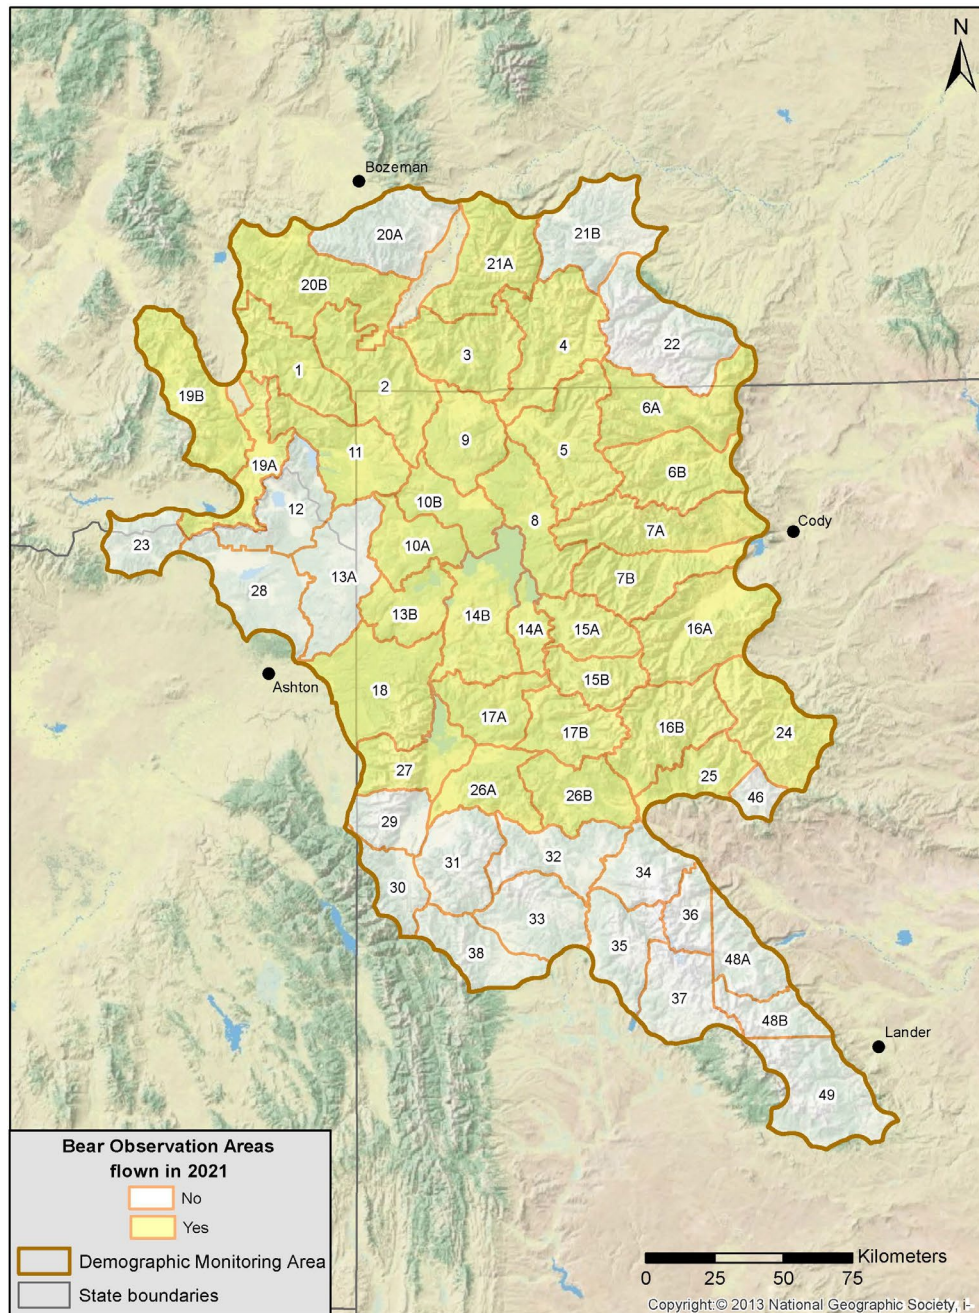 N
Bozeman
20A
21B
21A
20B
22
4
3
1
2
19B
6A
9
5
11
19A
6B
10B
12
8
7A
Cody
23
10A
13A
7B
28
13B
14B
14A
15A
16A
Ashton
15B
18
17A
17B
16B
24
27
25
26A
26B
46
29
32
31
34
30
36
33
35
38
48A
37
48B
Lander
49
Bear Observation Areas
flown in 2021
No
Yes
Demographic Monitoring Area
State boundaries
Kilometers
0 25 50 75
Copyright:© 2013 National Geographic Society, i-